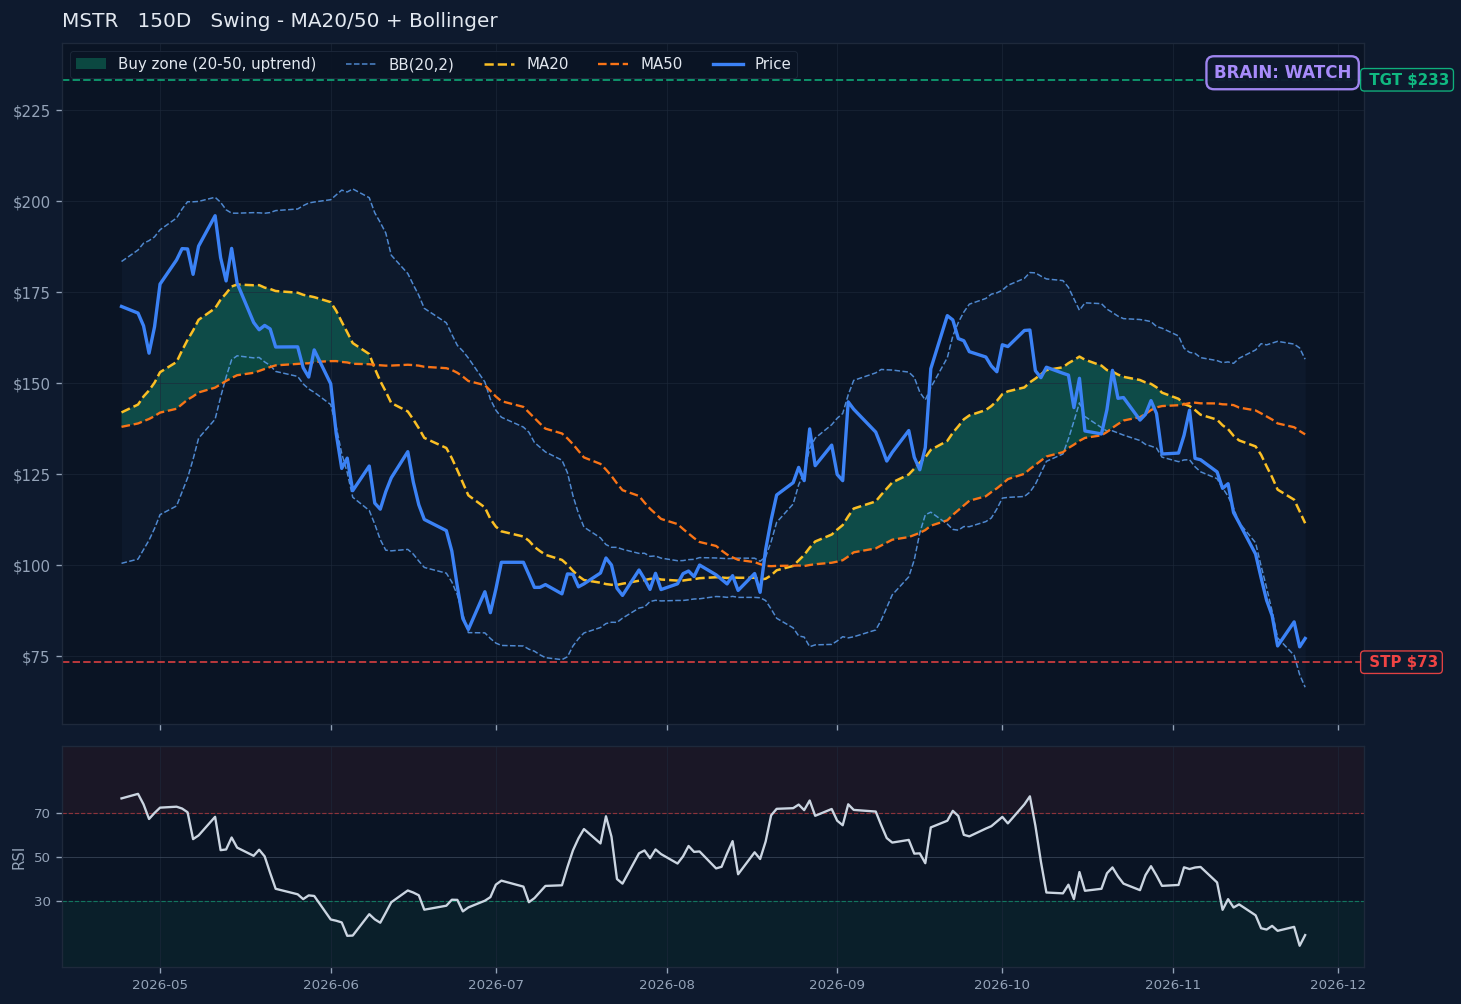 MSTR 150D Swing - MA20/50 + Bollinger
Buy zone (20-50, uptrend) BB(20,2) MA20 MA50 Price
BRAIN: WATCH
TGT $233
$225
$200
$175
$150
$125
$100
$75
STP $73
70
50
30
RSI
2026-05 2026-06 2026-07 2026-08 2026-09 2026-10 2026-11 2026-12